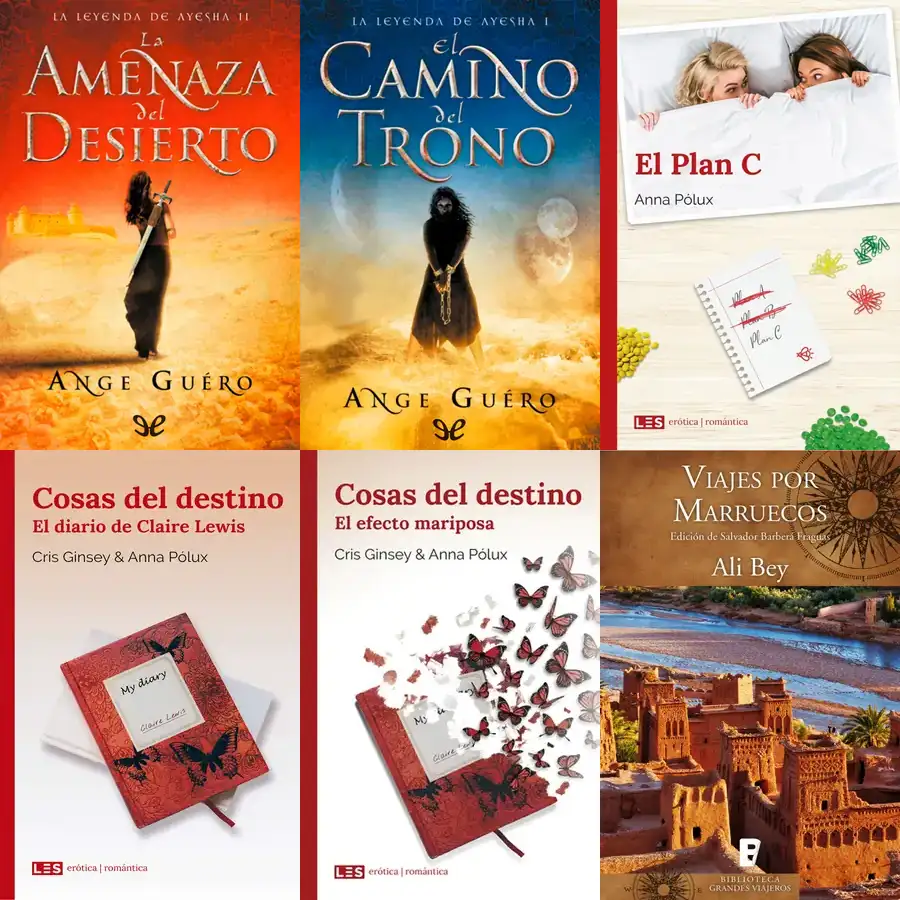 LA LEYENDA DE AYESHA II
La
AMENAZA
del
DESIERTO
ANGE GUÉRO
LA LEYENDA DE AYESHA I
El
CAMINO
del
TRONO
ANGE GUÉRO
El Plan C
Anna Pólux
Plan A
Plan B
Plan C
LES erótica | romántica
Cosas del destino
El diario de Claire Lewis
Cris Ginsey & Anna Pólux
My diary
Claire Lewis
LES erótica | romántica
Cosas del destino
El efecto mariposa
Cris Ginsey & Anna Pólux
LES erótica | romántica
VIAJES POR
MARRUECOS
Edición de Salvador Barberá Fraguas
Ali Bey
B
BIBLIOTECA
GRANDES VIAJEROS